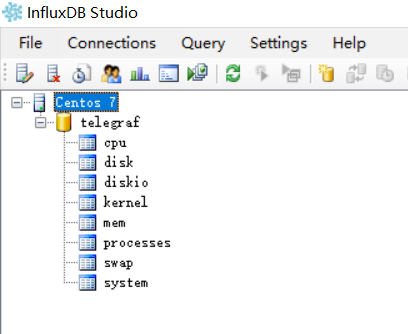 InfluxDB Studio
File Connections Query Settings Help
Centos 7
telegraf
cpu
disk
diskio
kernel
mem
processes
swap
system